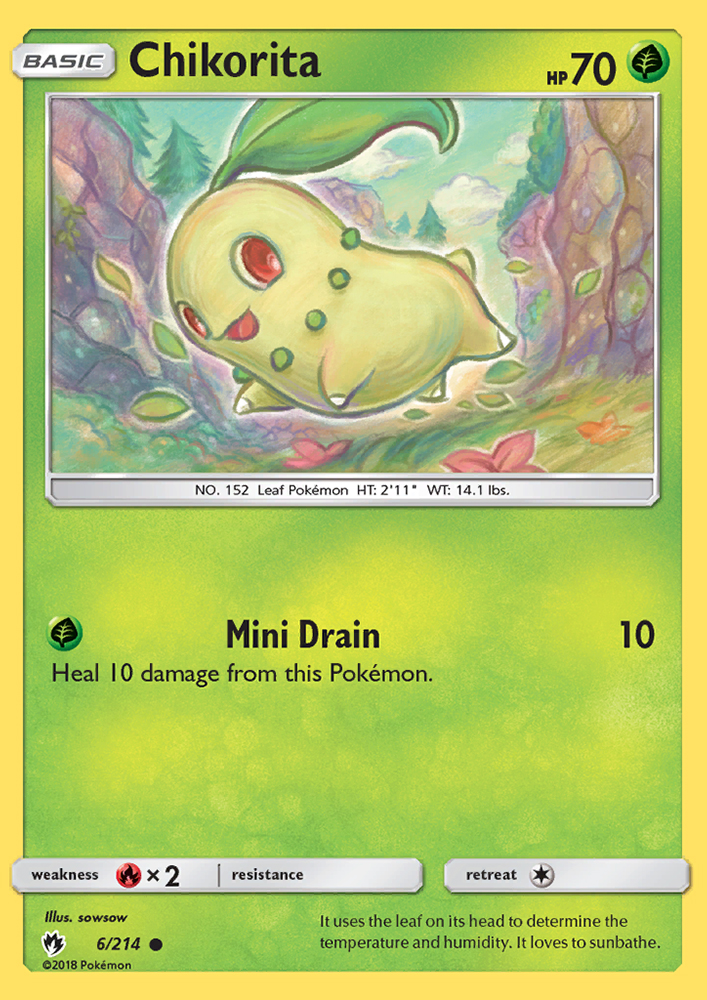 BASIC Chikorita HP 70
NO. 152 Leaf Pokémon HT: 2'11" WT: 14.1 lbs.
Mini Drain 10
Heal 10 damage from this Pokémon.
weakness × 2 resistance retreat
Illus. sowsow
6/214
©2018 Pokémon
It uses the leaf on its head to determine the
temperature and humidity. It loves to sunbathe.